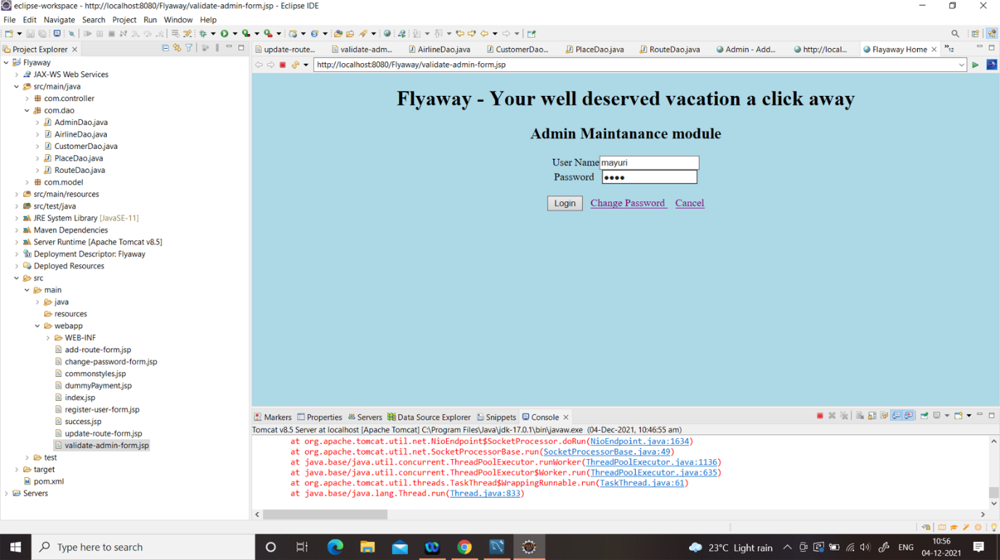 eclipse-workspace - http://localhost:8080/Flyaway/validate-admin-form.jsp - Eclipse IDE
File Edit Navigate Search Project Run Window Help
Project Explorer
Flyaway
JAX-WS Web Services
src/main/java
com.controller
com.dao
AdminDao.java
AirlineDao.java
CustomerDao.java
PlaceDao.java
RouteDao.java
com.model
src/main/resources
src/test/java
JRE System Library [JavaSE-11]
Maven Dependencies
Server Runtime [Apache Tomcat v8.5]
Deployment Descriptor: Flyaway
Deployed Resources
src
main
java
resources
webapp
WEB-INF
add-route-form.jsp
change-password-form.jsp
commonstyles.jsp
dummyPayment.jsp
index.jsp
register-user-form.jsp
success.jsp
update-route-form.jsp
validate-admin-form.jsp
test
target
pom.xml
Servers
update-route... validate-adm... AirlineDao.java CustomerDao... PlaceDao.java RouteDao.java Admin - Add... http://local... Flayaway Home 12
http://localhost:8080/Flyaway/validate-admin-form.jsp
Flyaway - Your well deserved vacation a click away
Admin Maintanance module
User Name mayuri
Password ●●●●
Login Change Password Cancel
Markers Properties Servers Data Source Explorer Snippets Console
Tomcat v8.5 Server at localhost [Apache Tomcat] C:\Program Files\Java\jdk-17.0.1\bin\javaw.exe (04-Dec-2021, 10:46:55 am)
at org.apache.tomcat.util.net.NioEndpoint$SocketProcessor.doRun(NioEndpoint.java:1634)
at org.apache.tomcat.util.net.SocketProcessorBase.run(SocketProcessorBase.java:49)
at java.base/java.util.concurrent.ThreadPoolExecutor.runWorker(ThreadPoolExecutor.java:1136)
at java.base/java.util.concurrent.ThreadPoolExecutor$Worker.run(ThreadPoolExecutor.java:635)
at org.apache.tomcat.util.threads.TaskThread$WrappingRunnable.run(TaskThread.java:61)
at java.base/java.lang.Thread.run(Thread.java:833)
Type here to search
23°C Light rain
ENG
10:56
04-12-2021